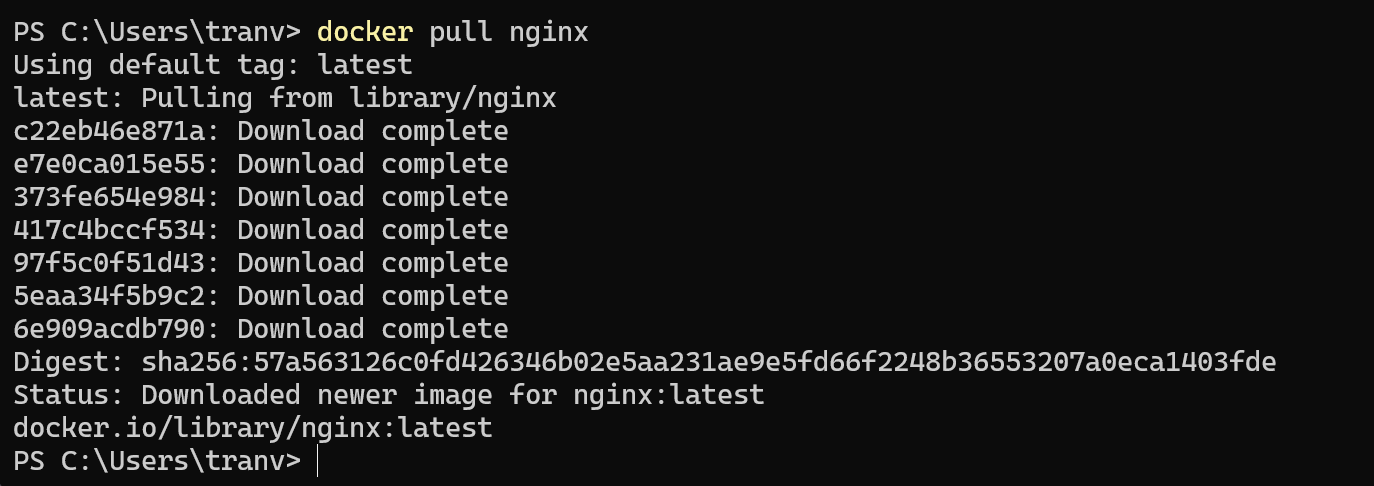 PS C:\Users\tranv> docker pull nginx
Using default tag: latest
latest: Pulling from library/nginx
c22eb46e871a: Download complete
e7e0ca015e55: Download complete
373fe654e984: Download complete
417c4bccf534: Download complete
97f5c0f51d43: Download complete
5eaa34f5b9c2: Download complete
6e909acdb790: Download complete
Digest: sha256:57a563126c0fd426346b02e5aa231ae9e5fd66f2248b36553207a0eca1403fde
Status: Downloaded newer image for nginx:latest
docker.io/library/nginx:latest
PS C:\Users\tranv>